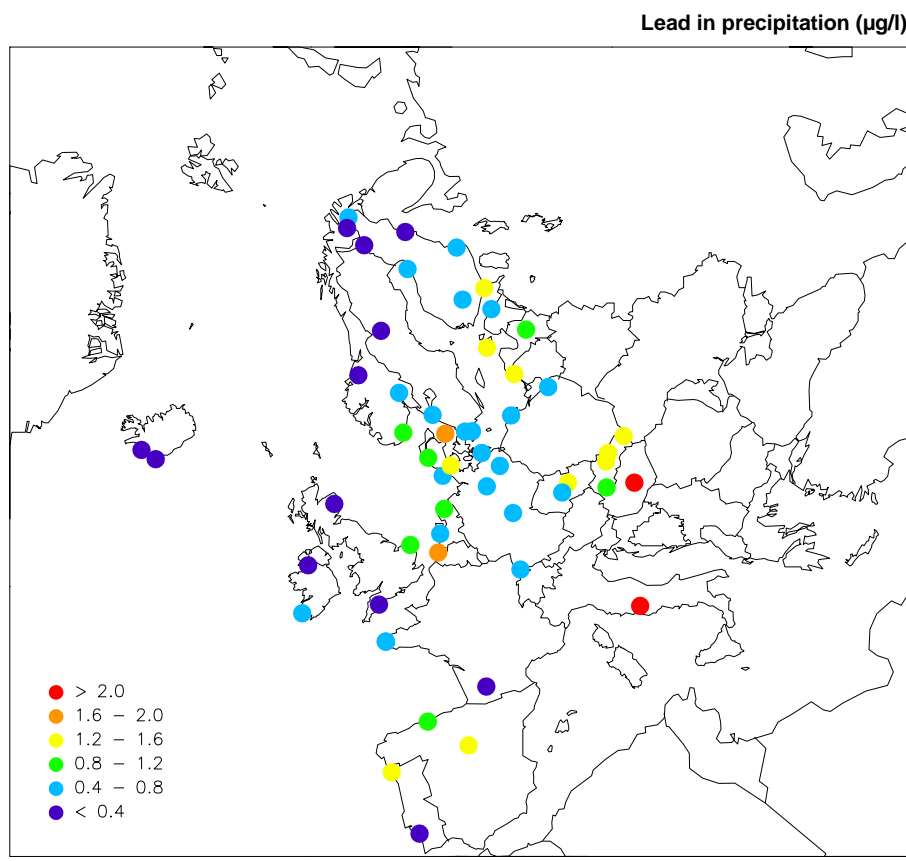 Lead in precipitation (µg/l)
> 2.0
1.6 – 2.0
1.2 – 1.6
0.8 – 1.2
0.4 – 0.8
< 0.4